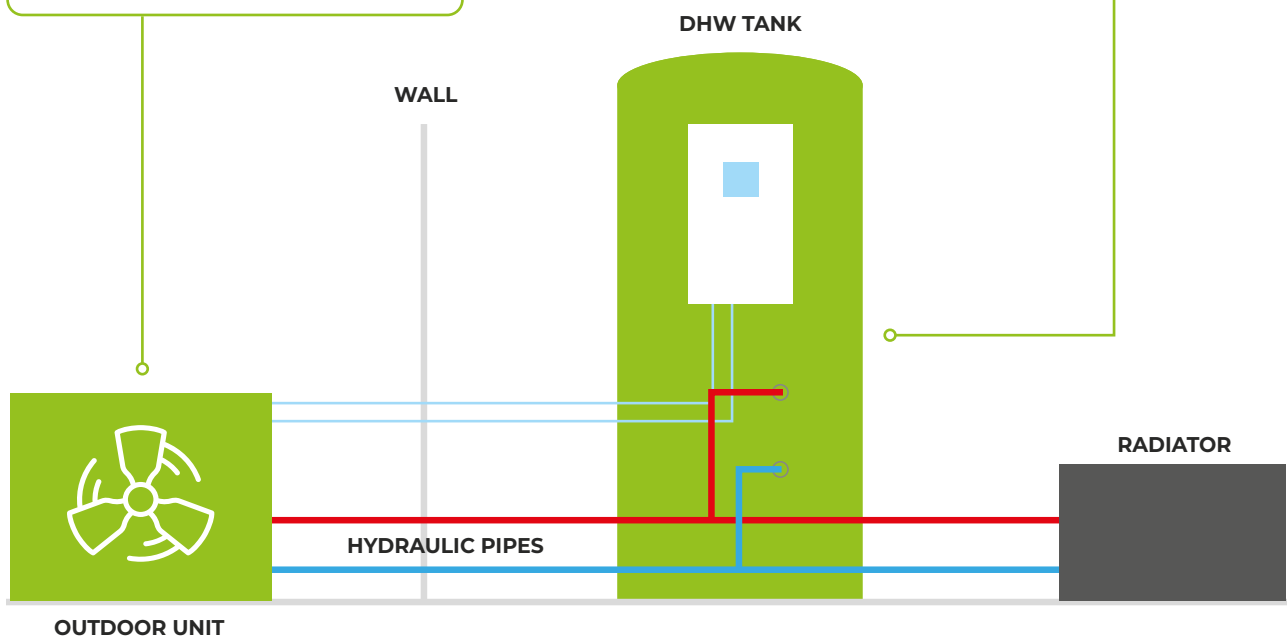 DHW TANK
WALL
RADIATOR
HYDRAULIC PIPES
OUTDOOR UNIT